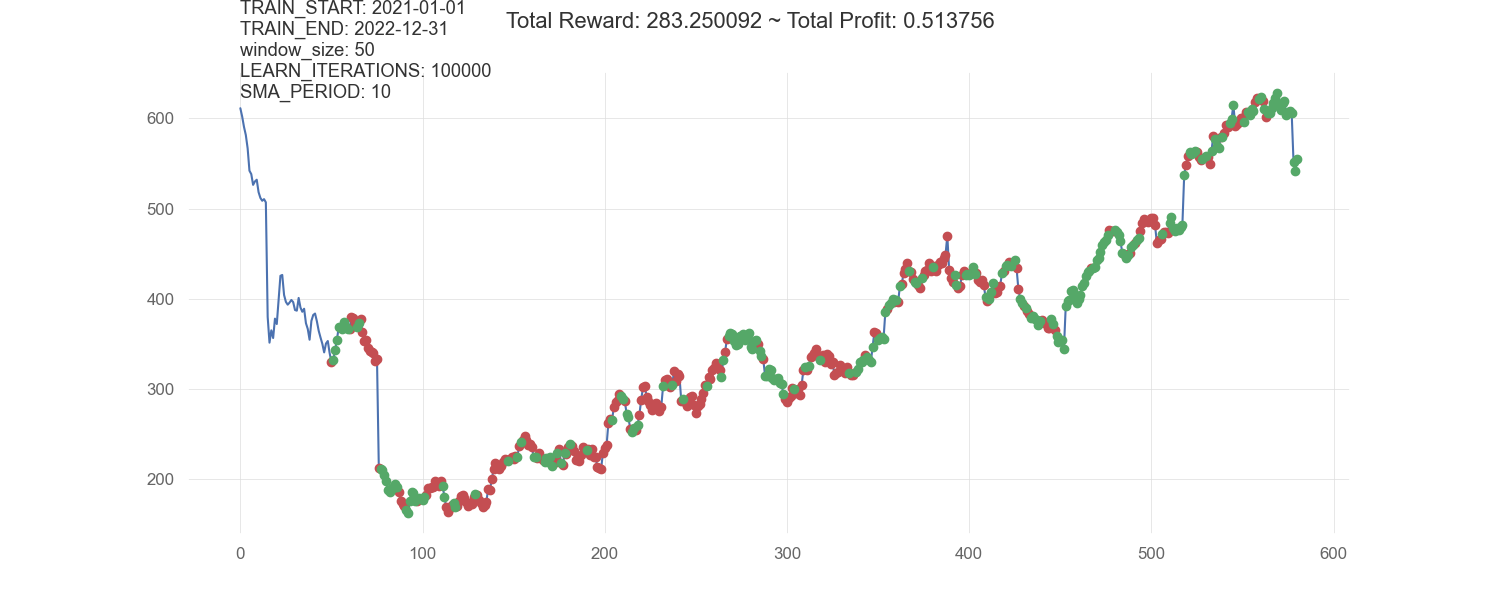 TRAIN_START: 2021-01-01
Total Reward: 283.250092 ~ Total Profit: 0.513756
TRAIN_END: 2022-12-31
window_size: 50
LEARN_ITERATIONS: 100000
SMA_PERIOD: 10
600
500
400
300
200
0 100 200 300 400 500 600